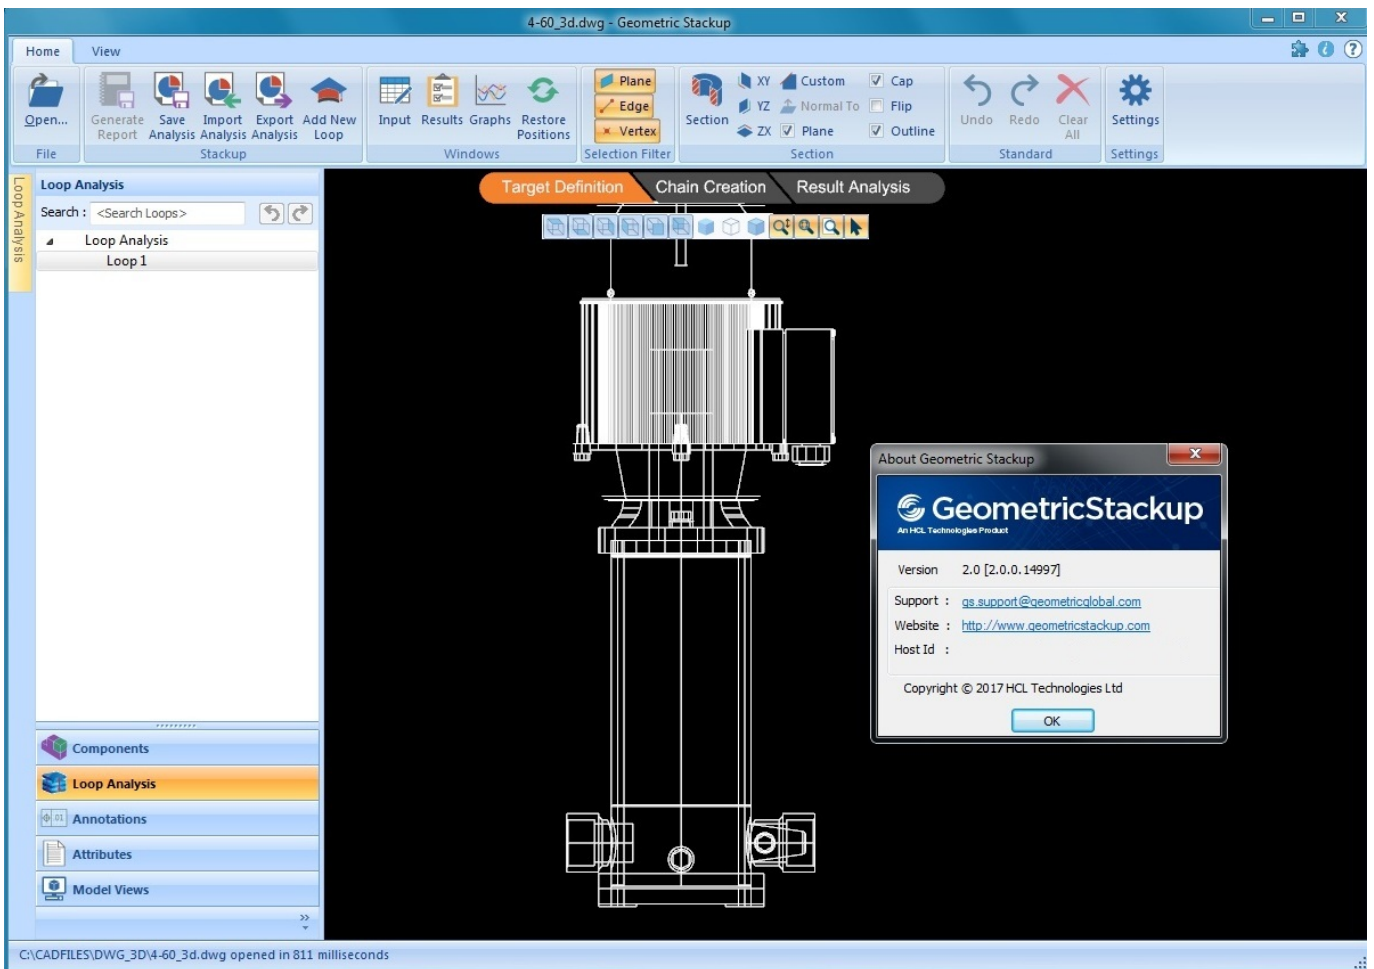 4-60_3d.dwg - Geometric Stackup
Home View
Open...
Generate Report
Save Analysis
Import Analysis
Export Analysis
Add New Loop
Input
Results
Graphs
Restore Positions
Plane
Edge
Vertex
Section
XY Custom Cap
YZ Normal To Flip
ZX Plane Outline
Undo
Redo
Clear All
Settings
File Stackup Windows Selection Filter Section Standard Settings
Loop Analysis
Loop Analysis
Search : <Search Loops>
Loop Analysis
Loop 1
Target Definition Chain Creation Result Analysis
About Geometric Stackup
GeometricStackup
An HCL Technologies Product
Version 2.0 [2.0.0.14997]
Support : gs.support@geometricglobal.com
Website : http://www.geometricstackup.com
Host Id :
Copyright © 2017 HCL Technologies Ltd
OK
Components
Loop Analysis
.01
Annotations
Attributes
Model Views
C:\CADFILES\DWG_3D\4-60_3d.dwg opened in 811 milliseconds